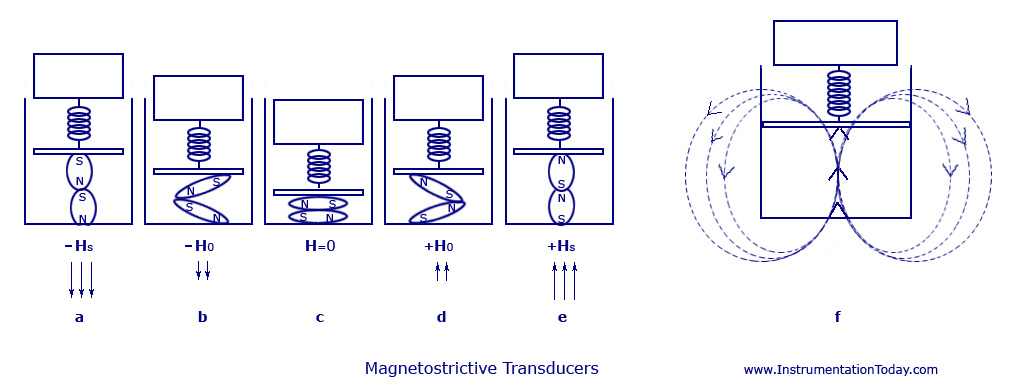 S
N
S
N
S
N
S
N
N S
S N
N
S
N
S
N
S
N
S
−Hs
−H0
H=0
+H0
+Hs
a
b
c
d
e
f
Magnetostrictive Transducers
www.InstrumentationToday.com